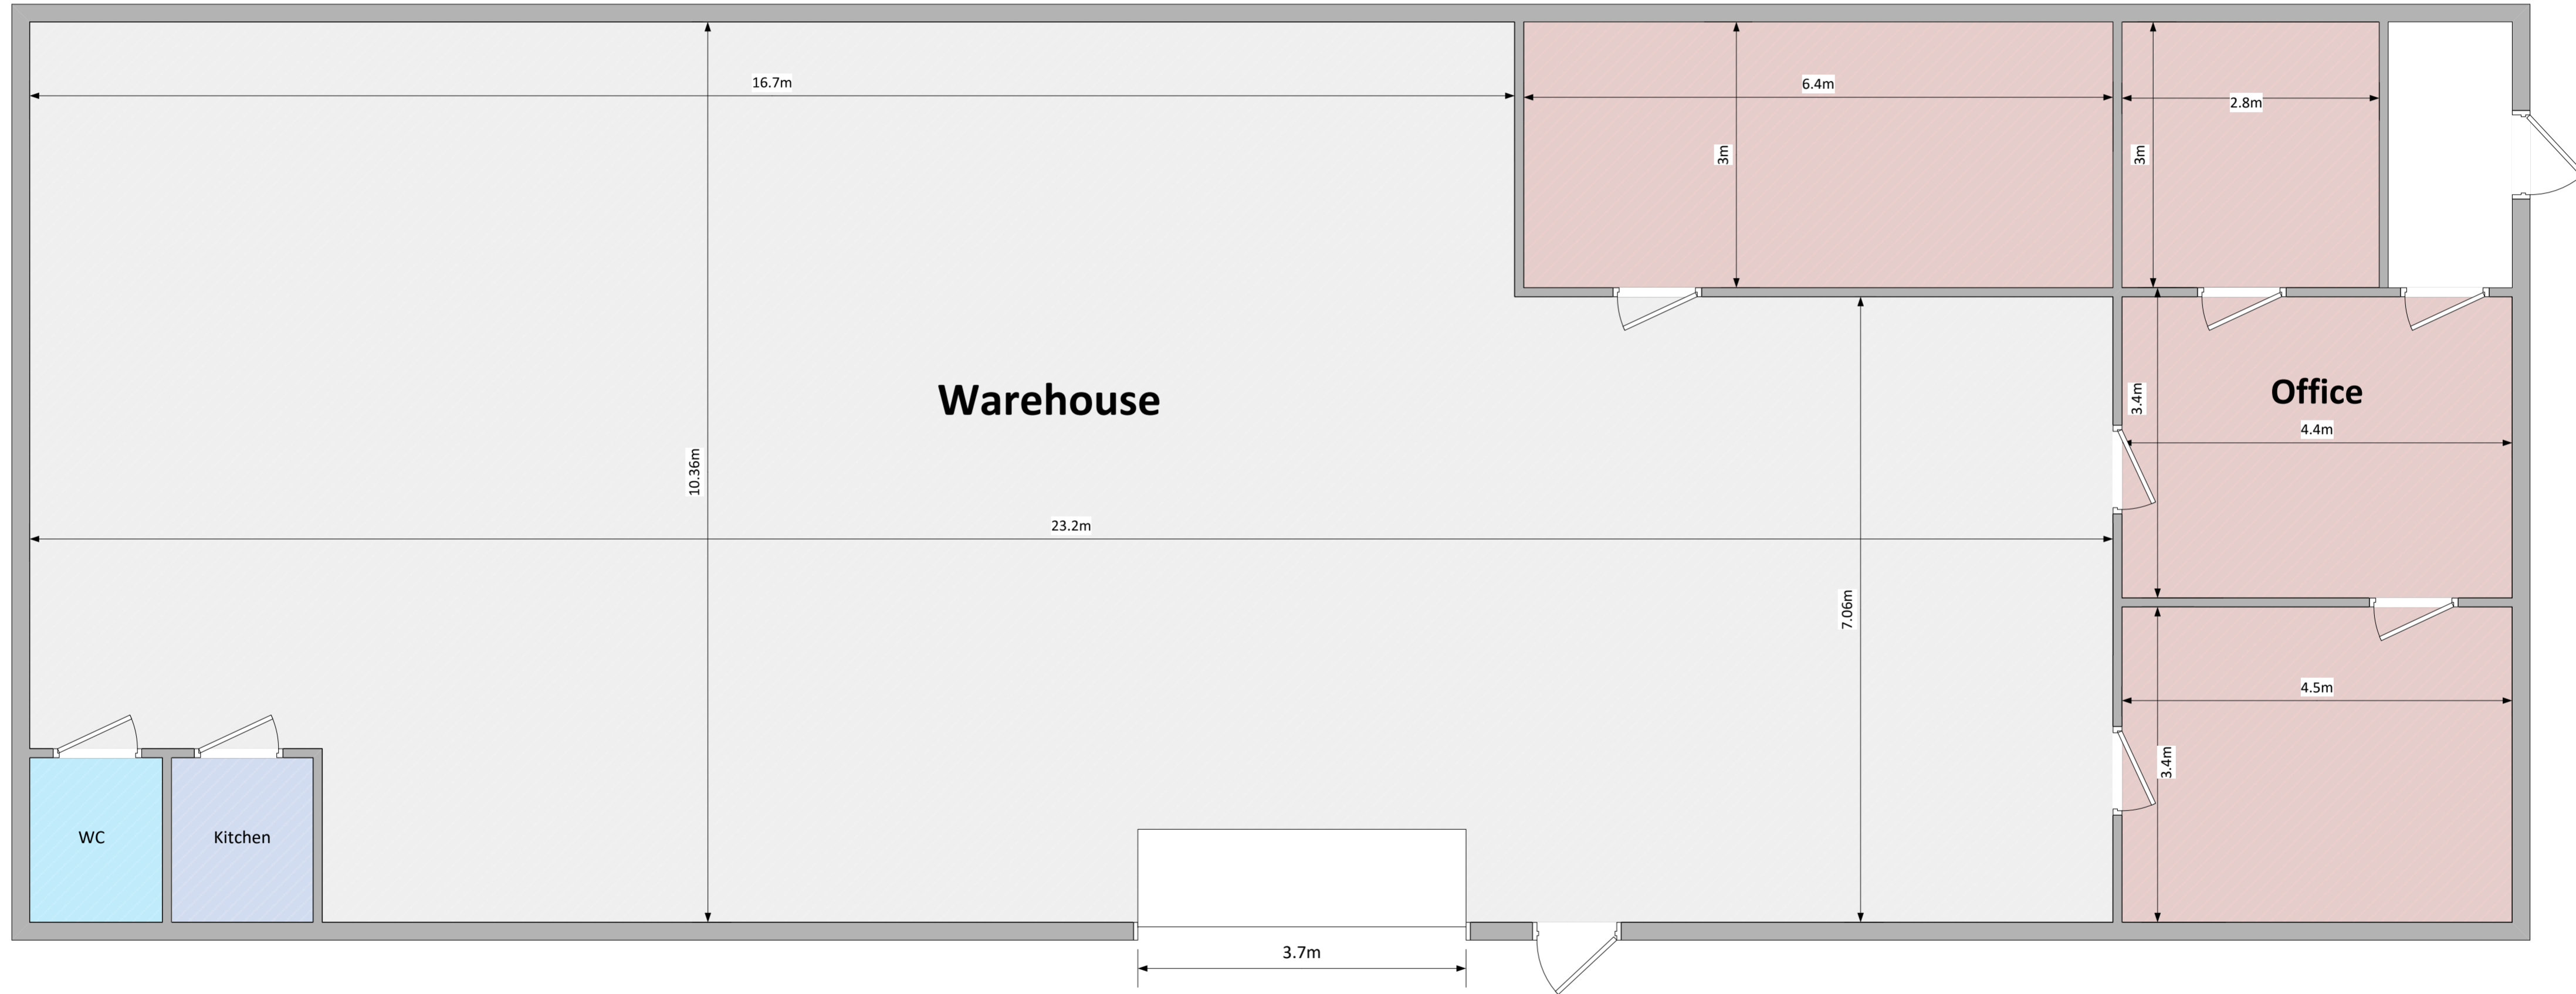 16.7m
6.4m
2.8m
3m
3m
Warehouse
Office
3.4m
4.4m
10.36m
23.2m
7.06m
4.5m
3.4m
WC
Kitchen
3.7m